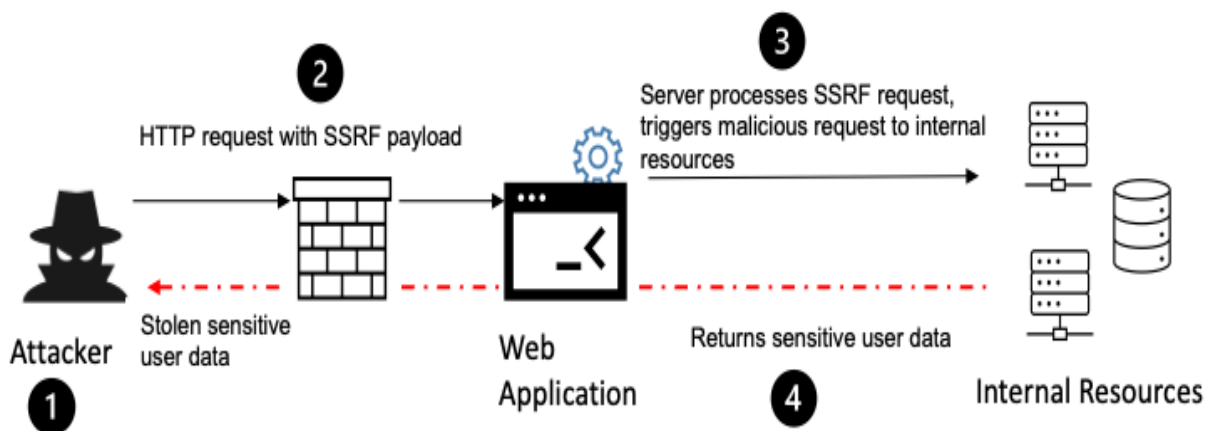 3
2
Server processes SSRF request,
triggers malicious request to internal
resources
HTTP request with SSRF payload
Stolen sensitive
user data
Returns sensitive user data
Attacker
Web
Application
Internal Resources
1
4